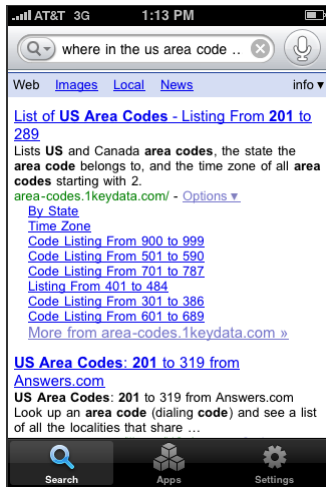 AT&T 3G 1:13 PM
where in the us area code ..
Web Images Local News info ▾
List of US Area Codes - Listing From 201 to
289
Lists US and Canada area codes, the state the
area code belongs to, and the time zone of all area
codes starting with 2.
area-codes.1keydata.com/ - Options ▾
By State
Time Zone
Code Listing From 900 to 999
Code Listing From 501 to 590
Code Listing From 701 to 787
Listing From 401 to 484
Code Listing From 301 to 386
Code Listing From 601 to 689
More from area-codes.1keydata.com »
US Area Codes: 201 to 319 from
Answers.com
US Area Codes: 201 to 319 from Answers.com
Look up an area code (dialing code) and see a list
of all the localities that share ...
Search Apps Settings